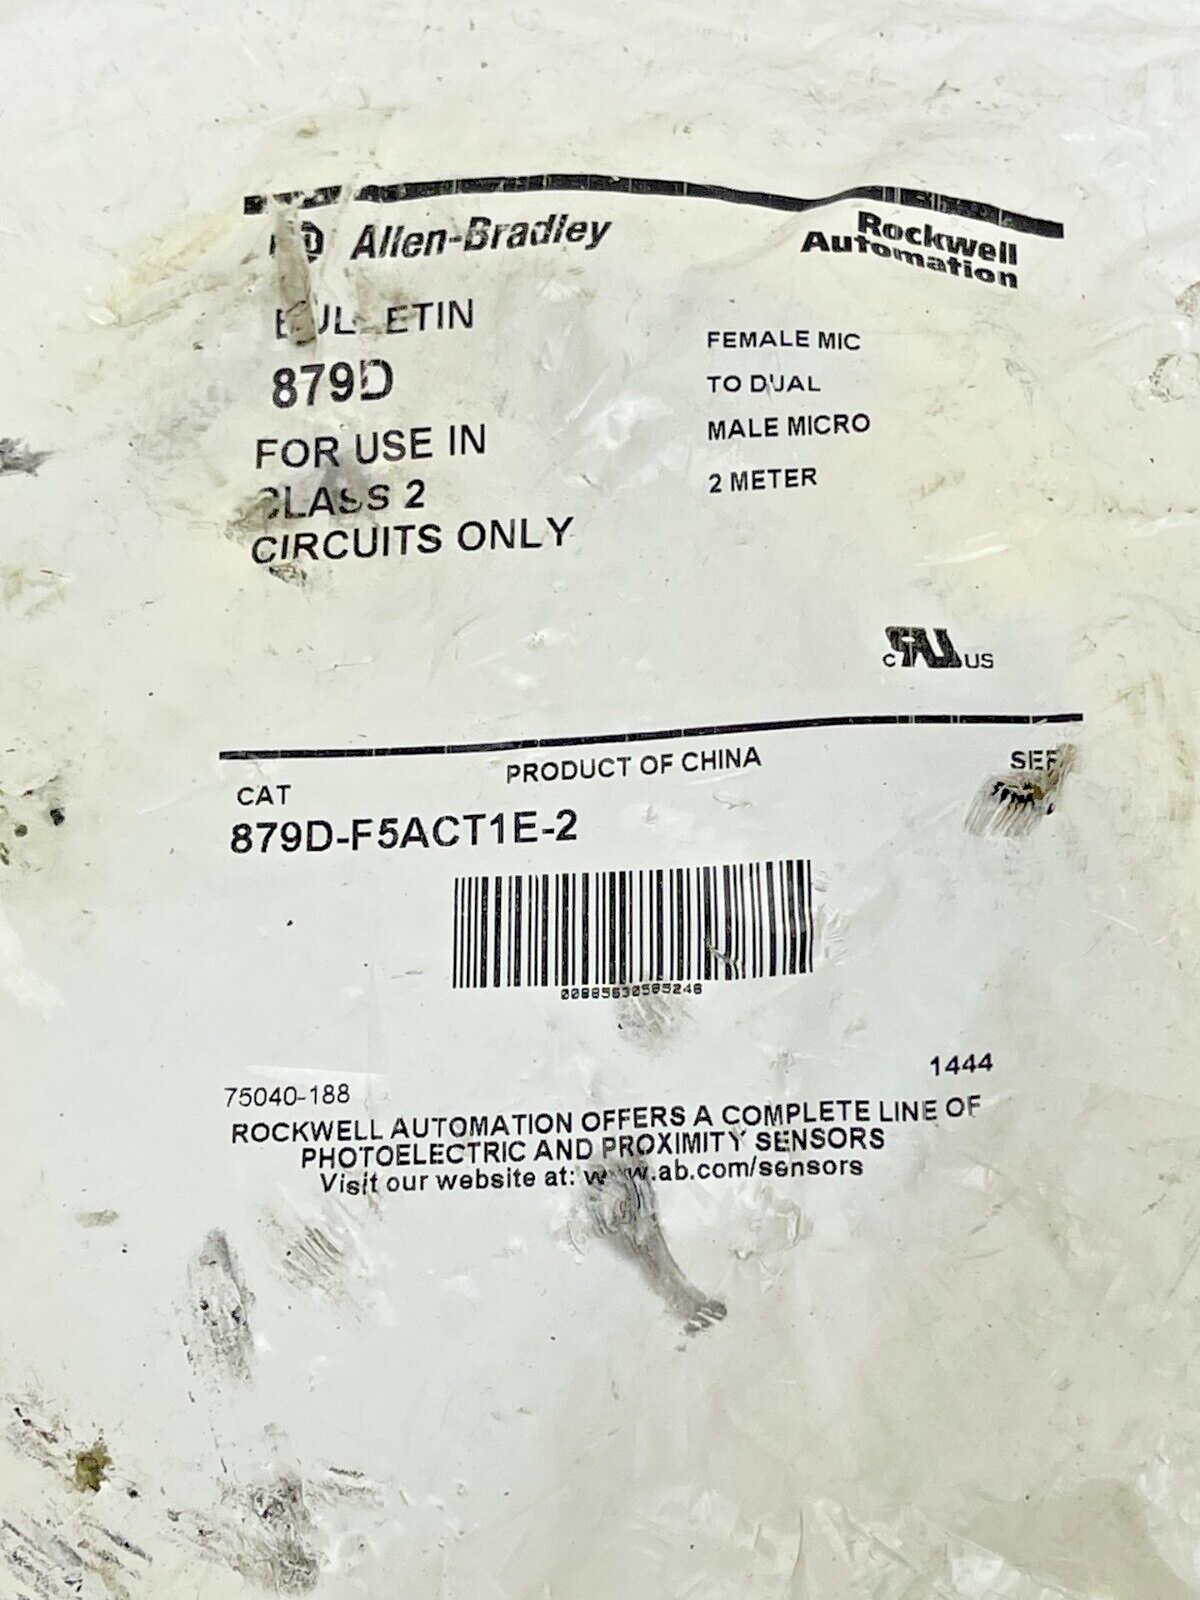 Allen-Bradley
Rockwell
Automation
BULLETIN
879D
FOR USE IN
CLASS 2
CIRCUITS ONLY
FEMALE MIC
TO DUAL
MALE MICRO
2 METER
c US
PRODUCT OF CHINA
CAT
879D-F5ACT1E-2
00885630585248
1444
75040-188
ROCKWELL AUTOMATION OFFERS A COMPLETE LINE OF
PHOTOELECTRIC AND PROXIMITY SENSORS
Visit our website at: www.ab.com/sensors